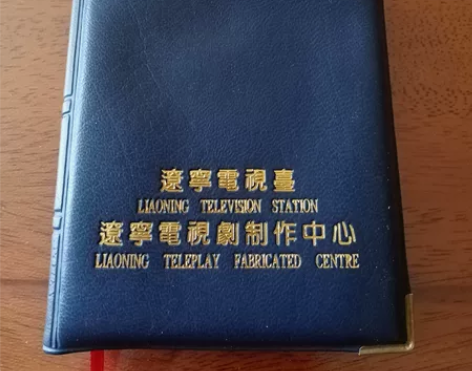 遼寧電視臺
LIAONING TELEVISION STATION
遼寧電視劇制作中心
LIAONING TELEPLAY FABRICATED CENTRE